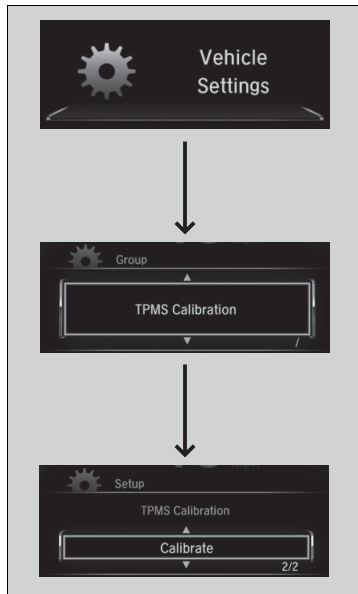 Vehicle
Settings
Group
▲
TPMS Calibration
▼
/
Setup
TPMS Calibration
▲
Calibrate
▼
2/2